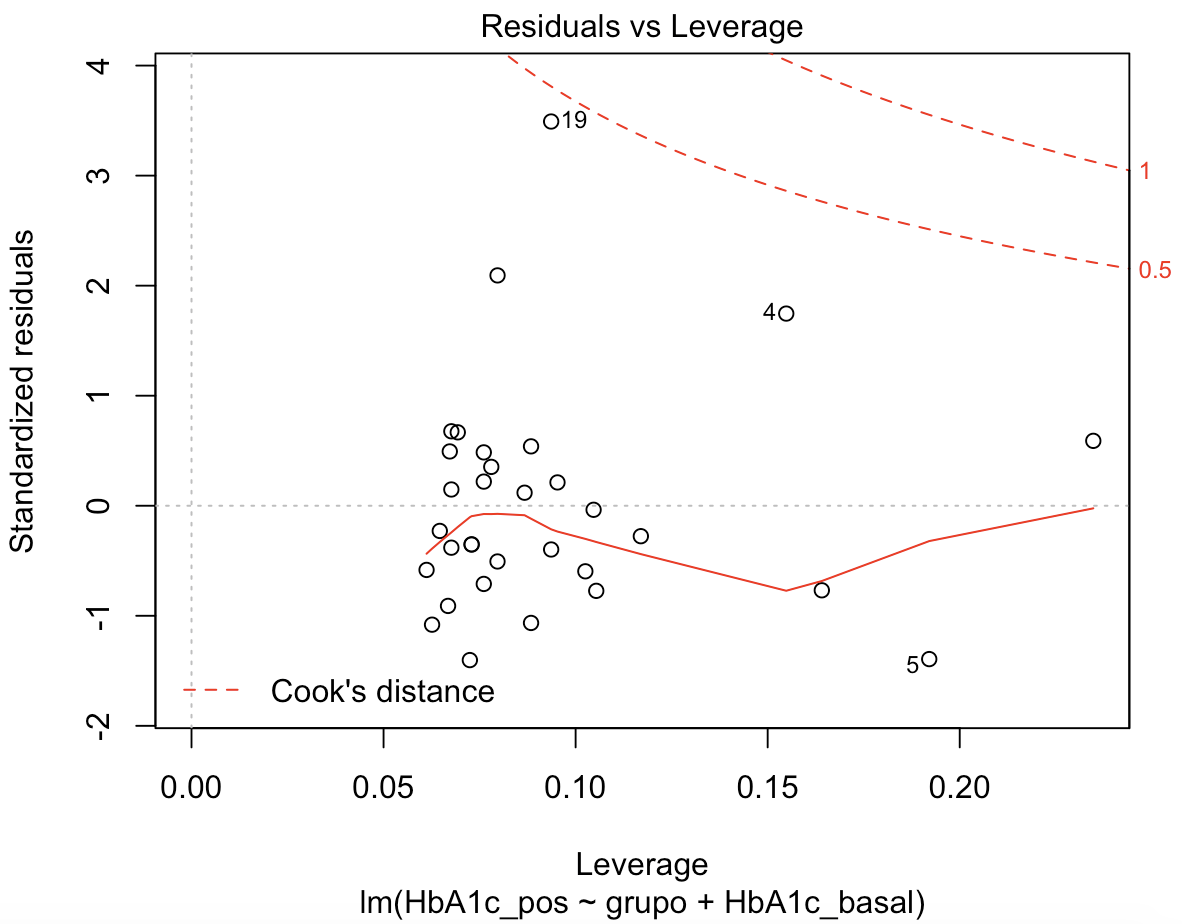 Residuals vs Leverage
Standardized residuals
4
3
2
1
0
-1
-2
19
4
5
1
0.5
Cook's distance
0.00 0.05 0.10 0.15 0.20
Leverage
lm(HbA1c_pos ~ grupo + HbA1c_basal)